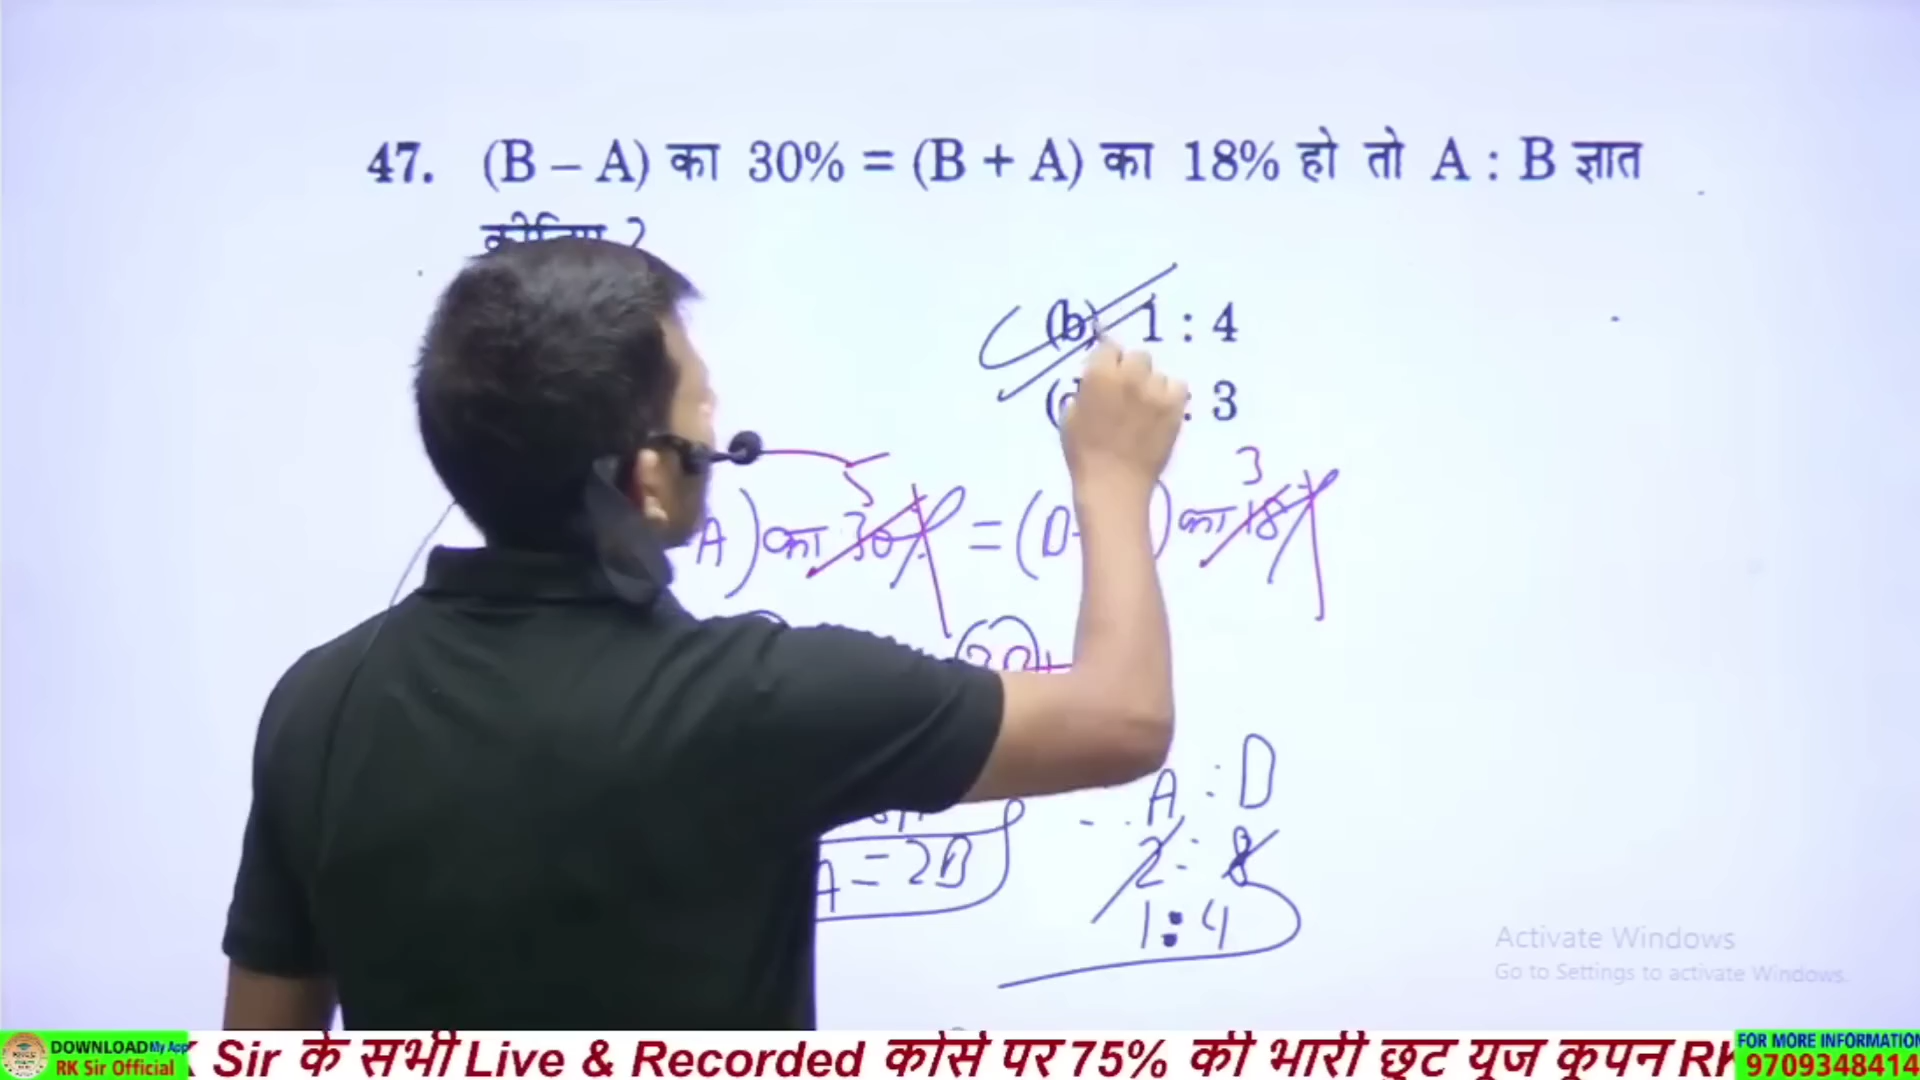 47. (B – A) का 30% = (B + A) का 18% हो तो A : B ज्ञात
कीजिए ?
(b) 1 : 4
: 3
5
3
A) का 30% = (B का 18%
A : B
2 : 8
A = 2B
1 : 4
Activate Windows
Go to Settings to activate Windows.
DOWNLOAD My App
RK Sir Official
K Sir के सभी Live & Recorded कोर्स पर 75% की भारी छुट यूज कूपन RK
FOR MORE INFORMATION
9709348414